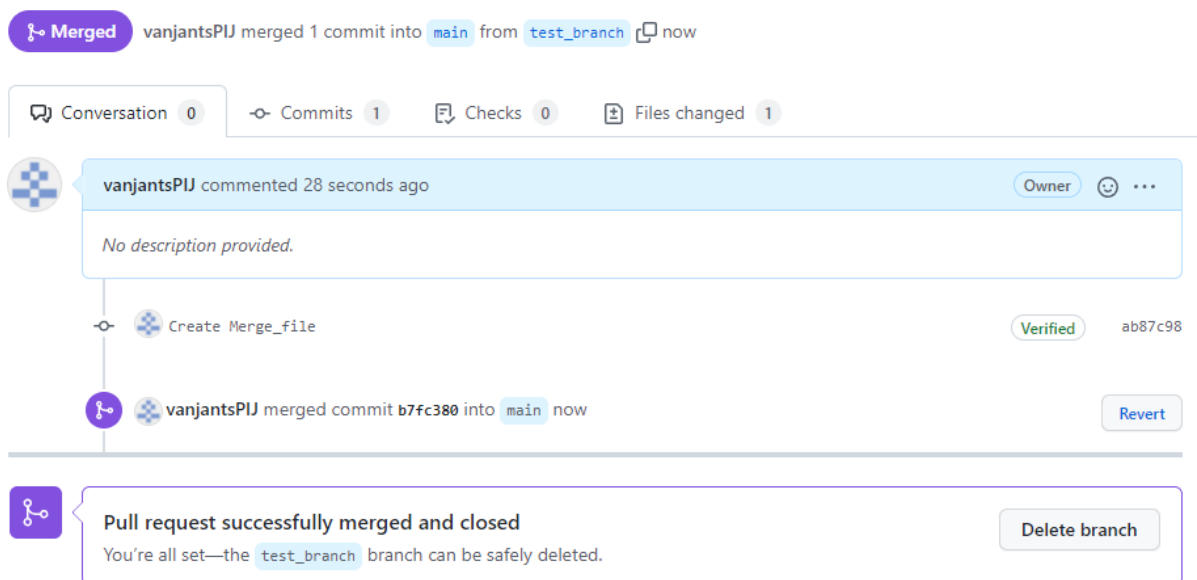 Merged vanjantsPIJ merged 1 commit into main from test_branch now
Conversation 0 Commits 1 Checks 0 Files changed 1
vanjantsPIJ commented 28 seconds ago Owner
No description provided.
Create Merge_file Verified ab87c98
vanjantsPIJ merged commit b7fc380 into main now Revert
Pull request successfully merged and closed
Delete branch
You're all set—the test_branch branch can be safely deleted.